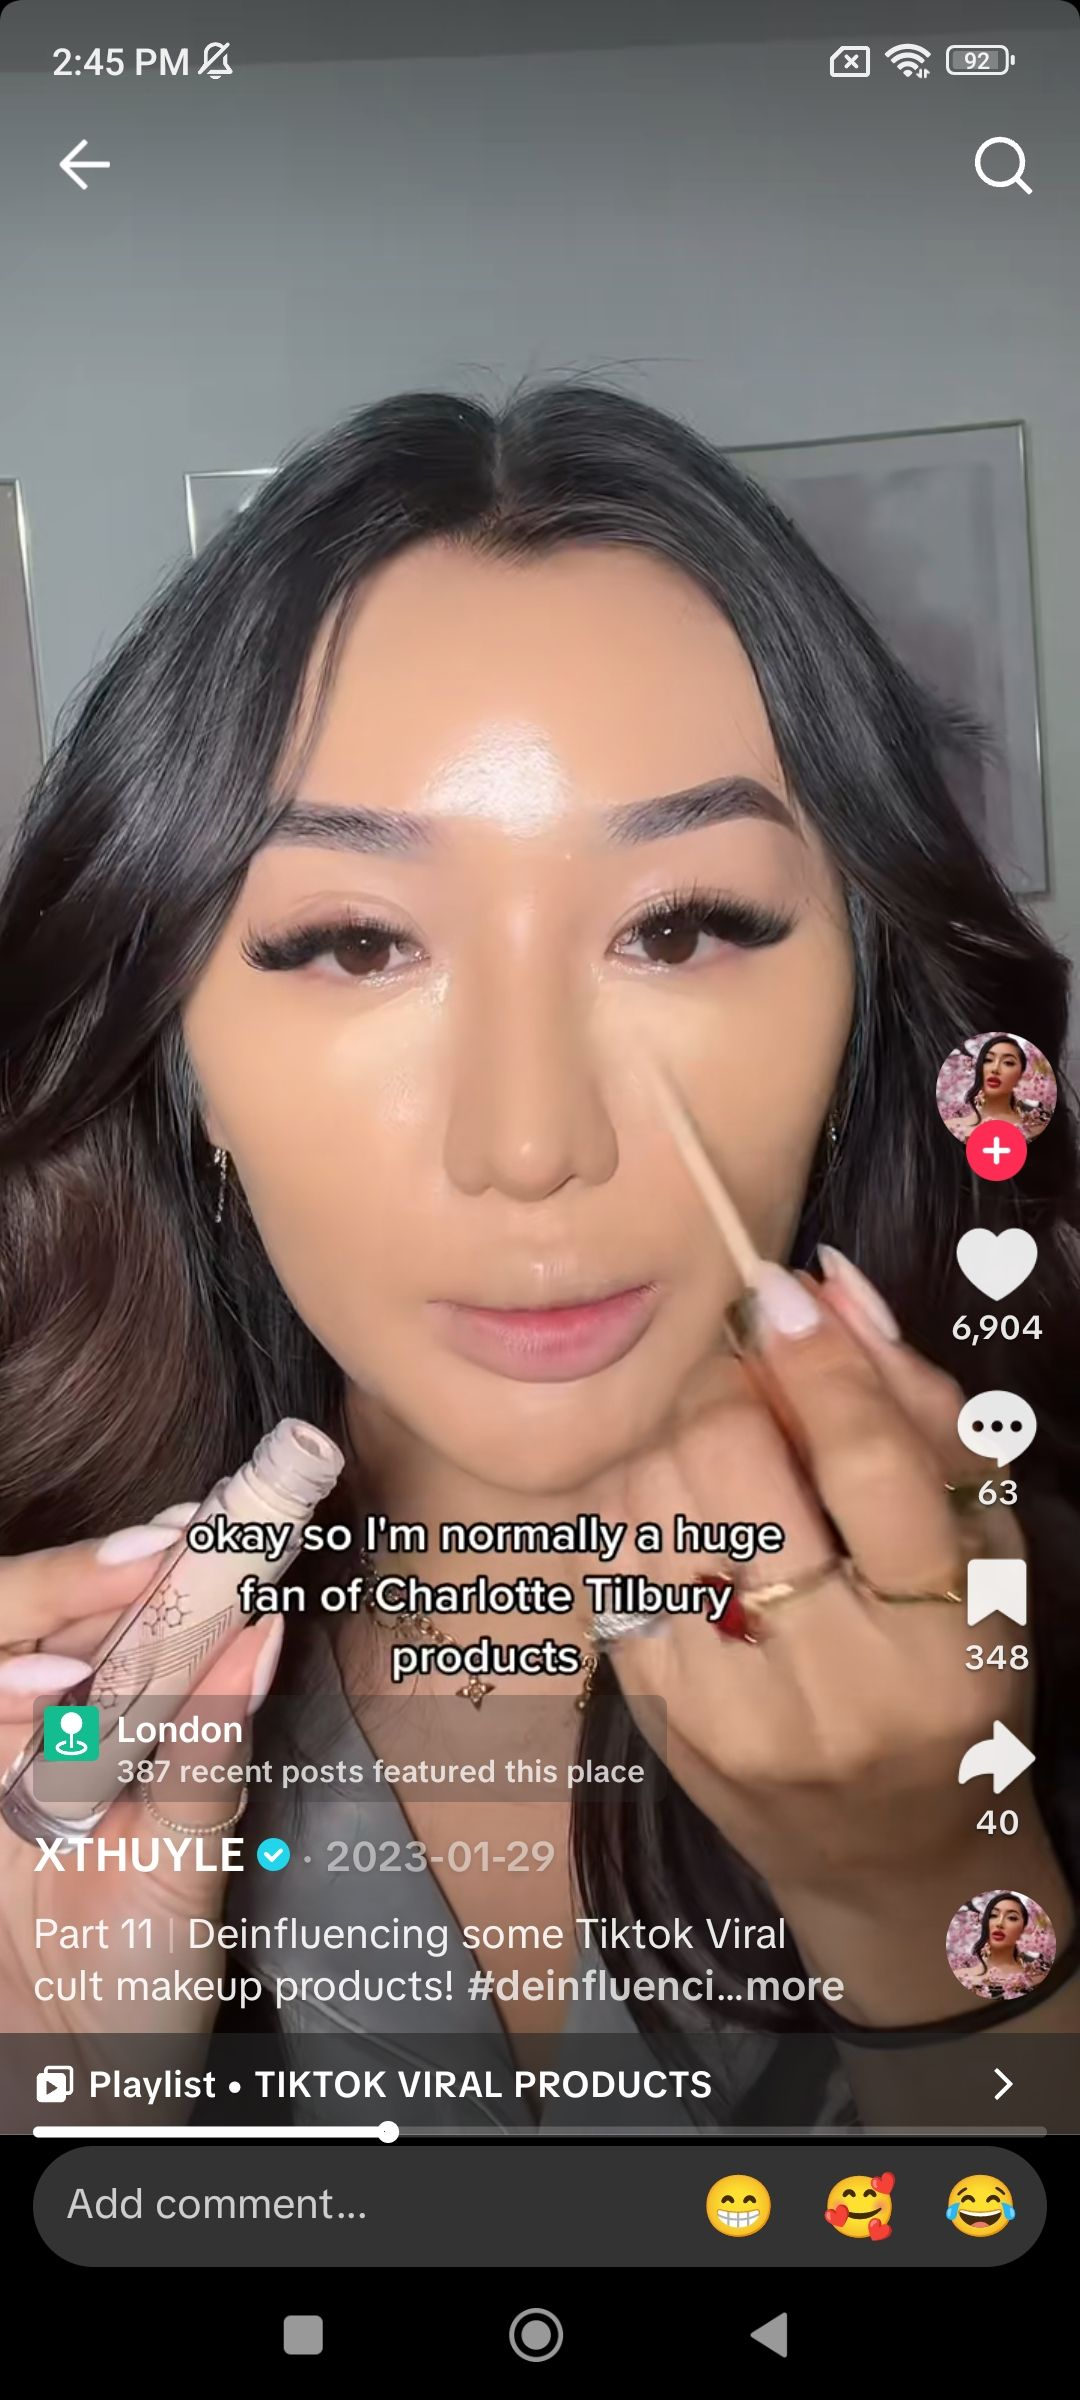 2:45 PM
92
okay so I'm normally a huge
fan of Charlotte Tilbury
products
London
387 recent posts featured this place
XTHUYLE · 2023-01-29
Part 11 | Deinfluencing some Tiktok Viral
cult makeup products! #deinfluenci...more
6,904
63
348
40
Playlist • TIKTOK VIRAL PRODUCTS
Add comment...